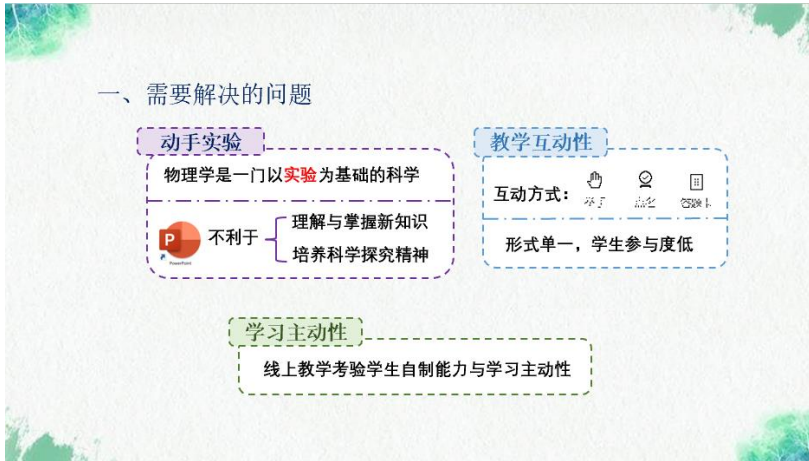 一、需要解决的问题
动手实验
物理学是一门以实验为基础的科学
不利于
理解与掌握新知识
培养科学探究精神
P
PowerPoint
教学互动性
互动方式：
点名
形式单一，学生参与度低
学习主动性
线上教学考验学生自制能力与学习主动性